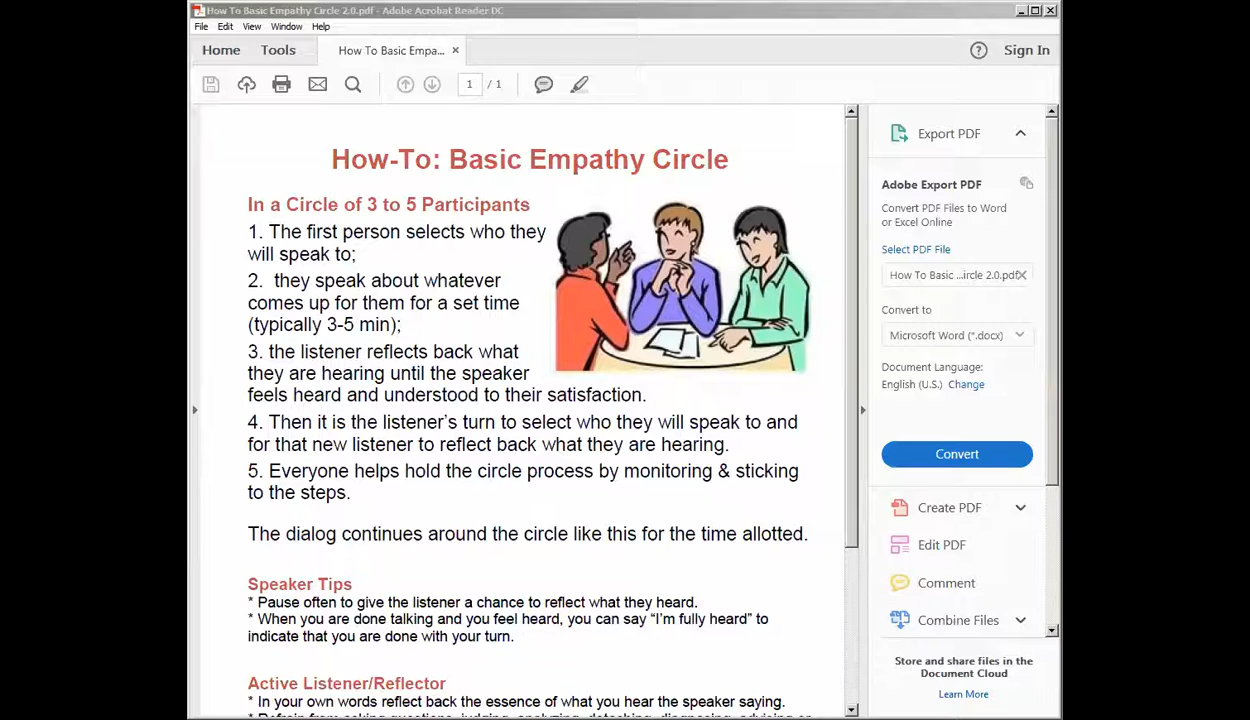 How-To Basic Empathy Circle 2.0.pdf - Adobe Acrobat Reader DC
File Edit View Window Help
Home Tools How To Basic Empa... × Sign In
1 / 1
How-To: Basic Empathy Circle
In a Circle of 3 to 5 Participants
1. The first person selects who they
will speak to;
2. they speak about whatever
comes up for them for a set time
(typically 3-5 min);
3. the listener reflects back what
they are hearing until the speaker
feels heard and understood to their satisfaction.
4. Then it is the listener's turn to select who they will speak to and
for that new listener to reflect back what they are hearing.
5. Everyone helps hold the circle process by monitoring & sticking
to the steps.
The dialog continues around the circle like this for the time allotted.
Speaker Tips
* Pause often to give the listener a chance to reflect what they heard.
* When you are done talking and you feel heard, you can say “I'm fully heard” to
indicate that you are done with your turn.
Active Listener/Reflector
* In your own words reflect back the essence of what you hear the speaker saying.
* Refrain from asking questions, judging, analyzing, detaching, diagnosing, advising or
Export PDF
Adobe Export PDF
Convert PDF Files to Word
or Excel Online
Select PDF File
How To Basic ...ircle 2.0.pdf ×
Convert to
Microsoft Word (*.docx)
Document Language:
English (U.S.) Change
Convert
Create PDF
Edit PDF
Comment
Combine Files
Store and share files in the
Document Cloud
Learn More